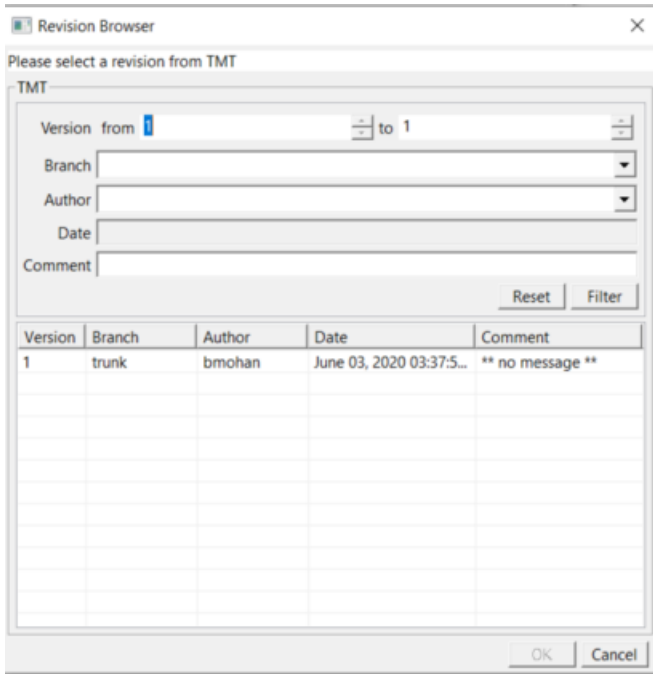 Revision Browser
Please select a revision from TMT
TMT
Version from 1 to 1
Branch
Author
Date
Comment
Reset Filter
Version Branch Author Date Comment
1 trunk bmohan June 03, 2020 03:37:5... ** no message **
OK Cancel